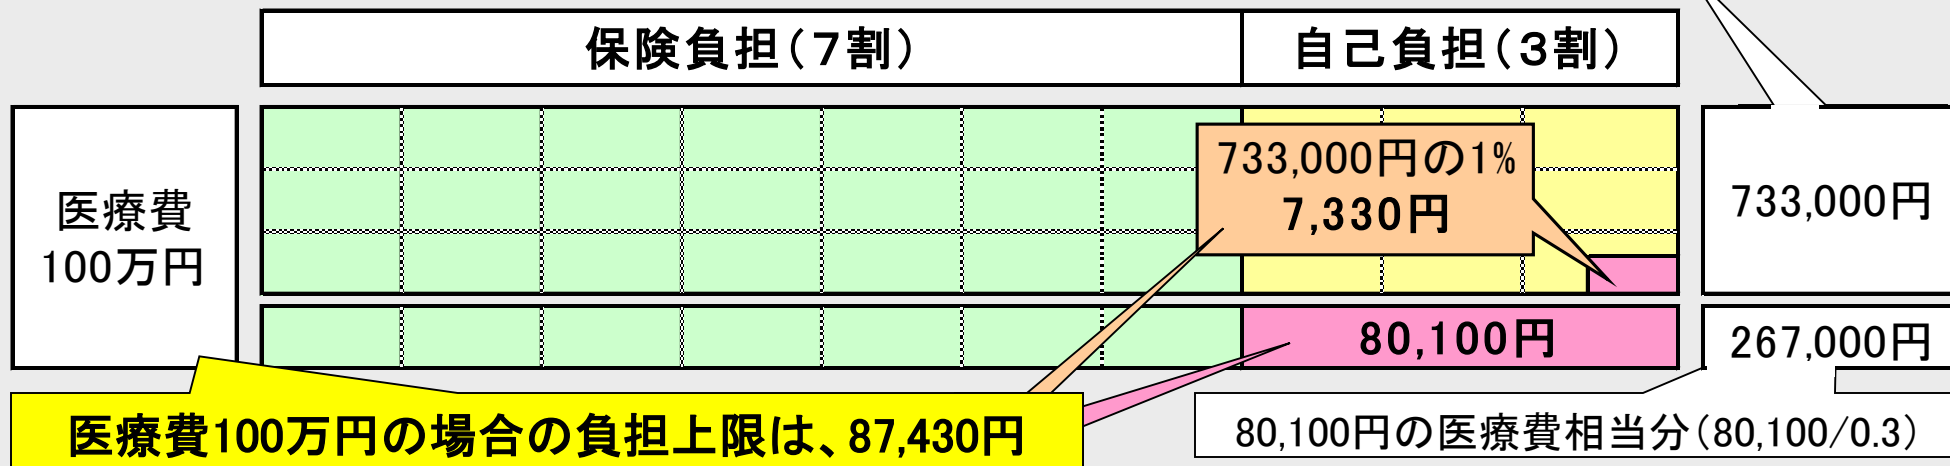 保険負担(7割)
自己負担(3割)
医療費
100万円
733,000円の1%
7,330円
733,000円
80,100円
267,000円
医療費100万円の場合の負担上限は、87,430円
80,100円の医療費相当分(80,100/0.3)